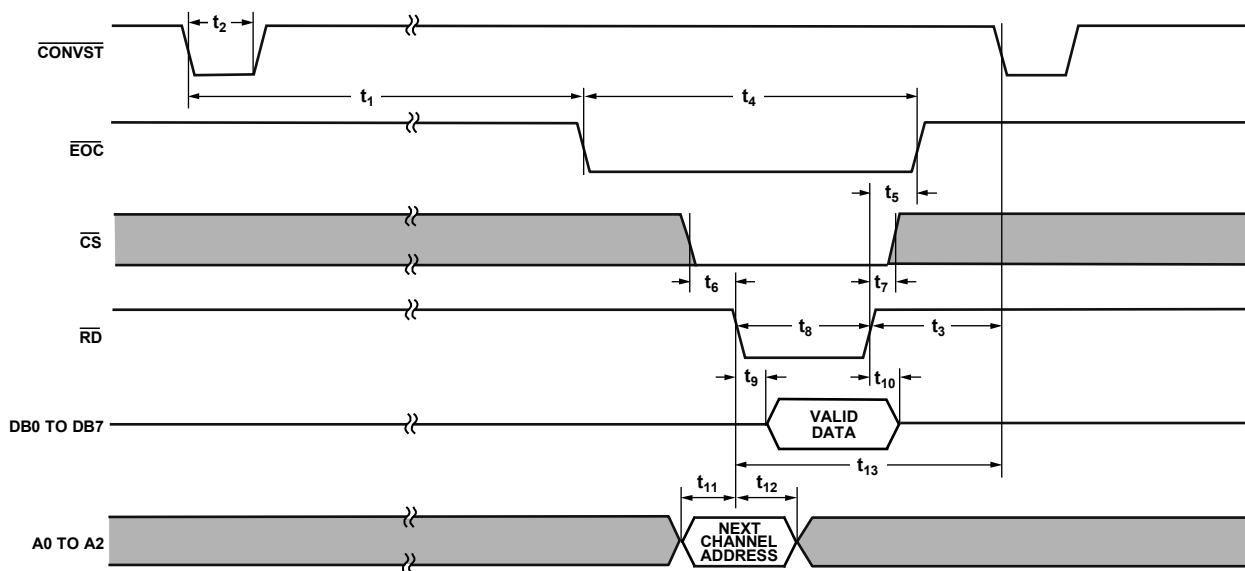 t2
CONVST
t1
t4
EOC
t5
CS
t6
t7
RD
t8
t3
t9
t10
DB0 TO DB7
VALID
DATA
t13
t11
t12
A0 TO A2
NEXT
CHANNEL
ADDRESS